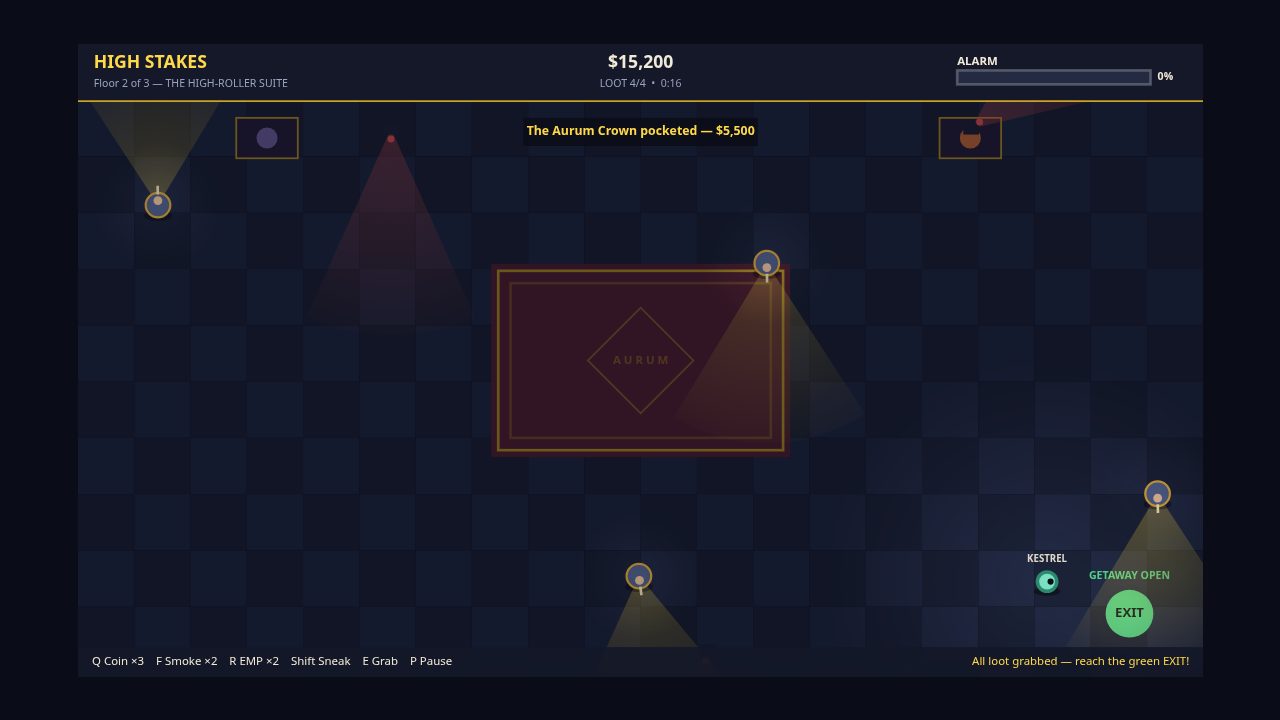 HIGH STAKES
Floor 2 of 3 — THE HIGH-ROLLER SUITE
$15,200
LOOT 4/4 • 0:16
ALARM
0%
The Aurum Crown pocketed — $5,500
AURUM
KESTREL
GETAWAY OPEN
EXIT
Q Coin ×3 F Smoke ×2 R EMP ×2 Shift Sneak E Grab P Pause
All loot grabbed — reach the green EXIT!